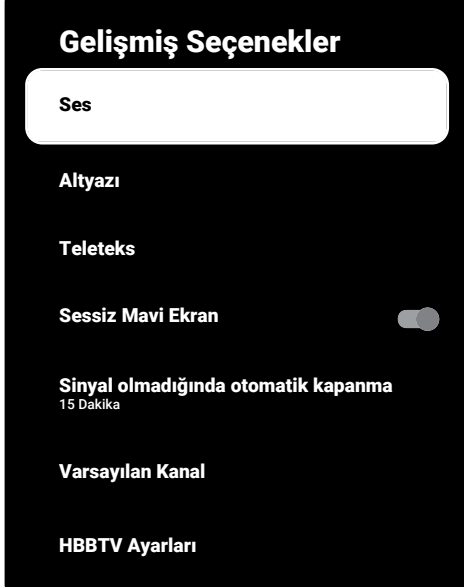 Gelişmiş Seçenekler
Ses
Altyazı
Teleteks
Sessiz Mavi Ekran
Sinyal olmadığında otomatik kapanma
15 Dakika
Varsayılan Kanal
HBBTV Ayarları